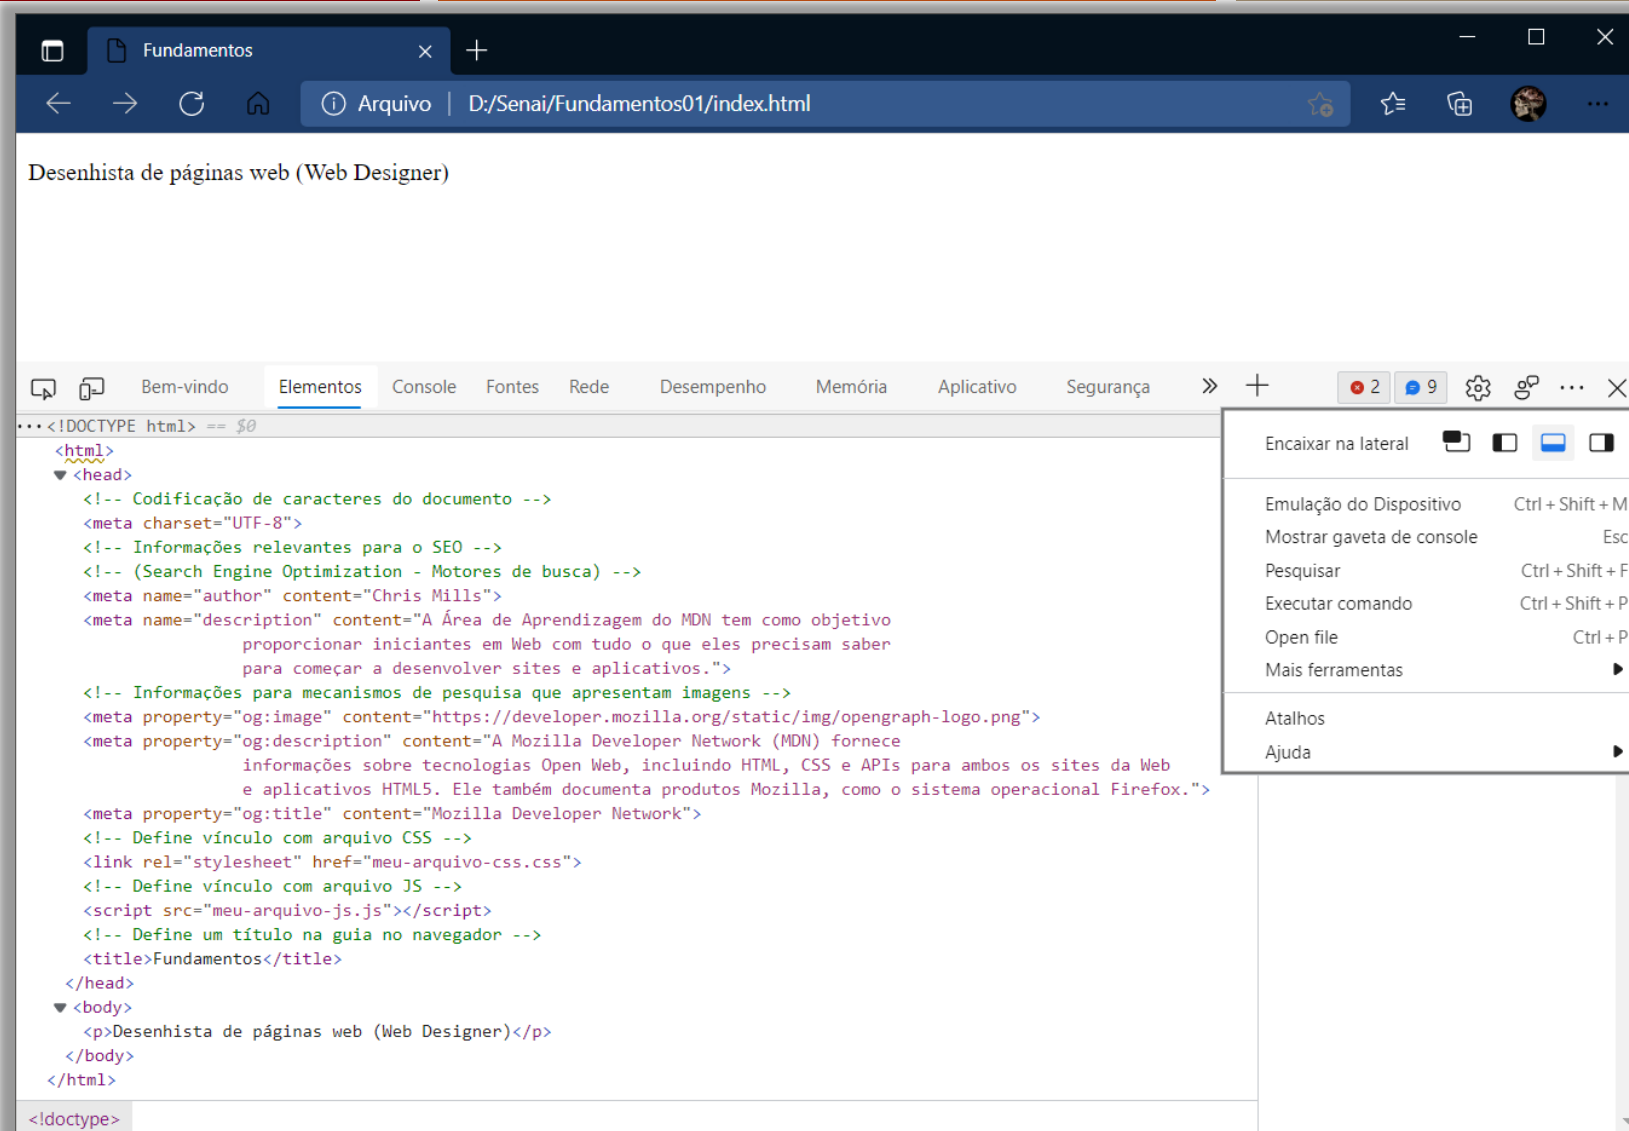 Fundamentos
Arquivo | D:/Senai/Fundamentos01/index.html
Desenhista de páginas web (Web Designer)
Bem-vindo Elementos Console Fontes Rede Desempenho Memória Aplicativo Segurança 2 9
<!DOCTYPE html> == $0
<html>
<head>
<!-- Codificação de caracteres do documento -->
<meta charset="UTF-8">
<!-- Informações relevantes para o SEO -->
<!-- (Search Engine Optimization - Motores de busca) -->
<meta name="author" content="Chris Mills">
<meta name="description" content="A Área de Aprendizagem do MDN tem como objetivo
proporcionar iniciantes em Web com tudo o que eles precisam saber
para começar a desenvolver sites e aplicativos.">
<!-- Informações para mecanismos de pesquisa que apresentam imagens -->
<meta property="og:image" content="https://developer.mozilla.org/static/img/opengraph-logo.png">
<meta property="og:description" content="A Mozilla Developer Network (MDN) fornece
informações sobre tecnologias Open Web, incluindo HTML, CSS e APIs para ambos os sites da Web
e aplicativos HTML5. Ele também documenta produtos Mozilla, como o sistema operacional Firefox.">
<meta property="og:title" content="Mozilla Developer Network">
<!-- Define vínculo com arquivo CSS -->
<link rel="stylesheet" href="meu-arquivo-css.css">
<!-- Define vínculo com arquivo JS -->
<script src="meu-arquivo-js.js"></script>
<!-- Define um título na guia no navegador -->
<title>Fundamentos</title>
</head>
<body>
<p>Desenhista de páginas web (Web Designer)</p>
</body>
</html>
<!doctype>
Encaixar na lateral
Emulação do Dispositivo Ctrl + Shift + M
Mostrar gaveta de console Esc
Pesquisar Ctrl + Shift + F
Executar comando Ctrl + Shift + P
Open file Ctrl + P
Mais ferramentas
Atalhos
Ajuda